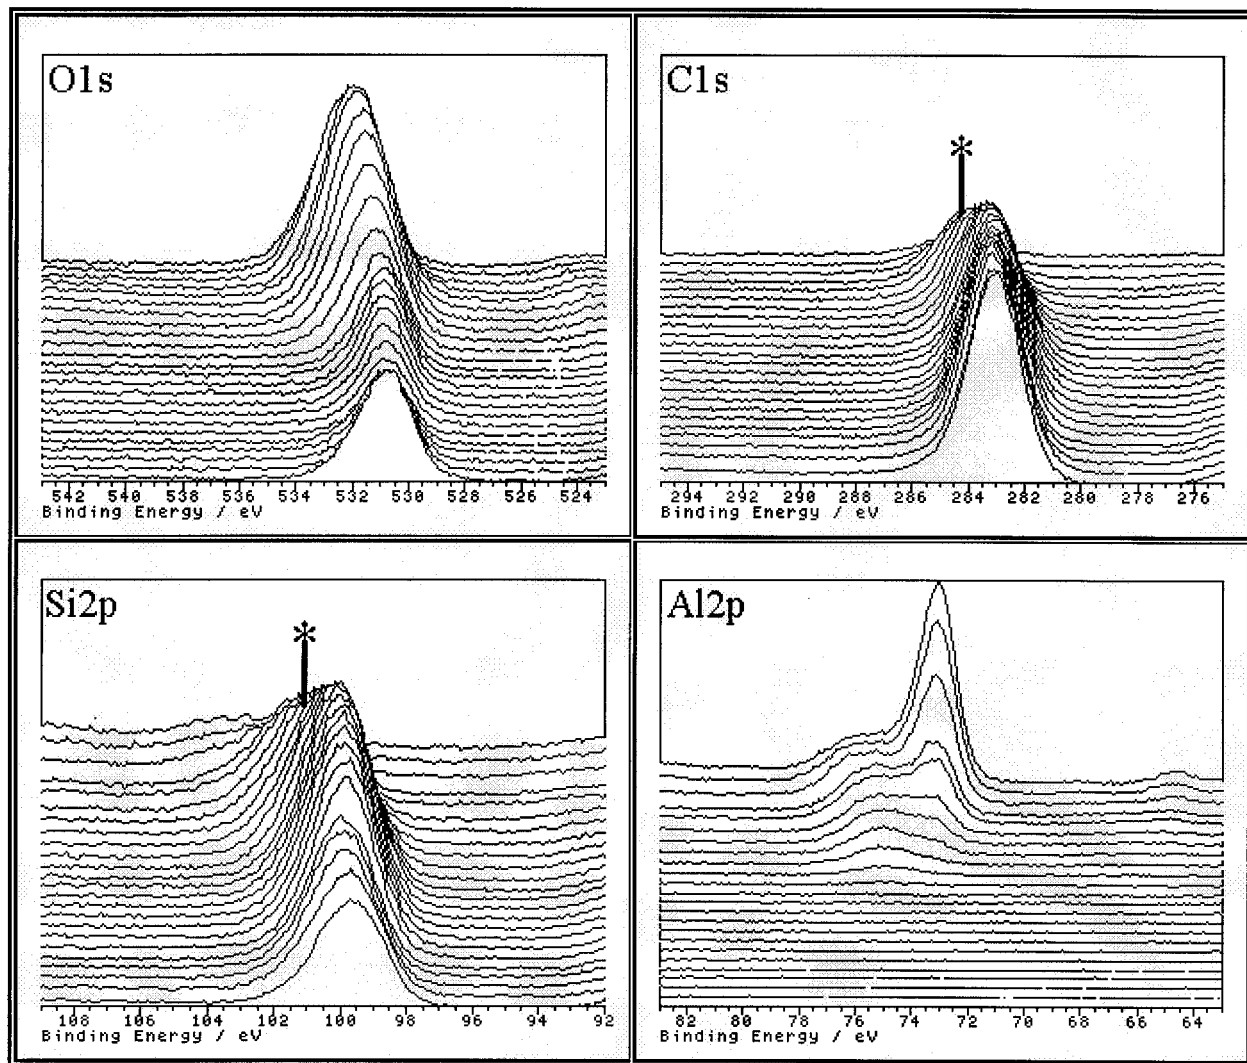 O1s
542 540 538 536 534 532 530 528 526 524
Binding Energy / eV
C1s
*
294 292 290 288 286 284 282 280 278 276
Binding Energy / eV
Si2p
*
108 106 104 102 100 98 96 94 92
Binding Energy / eV
Al2p
82 80 78 76 74 72 70 68 66 64
Binding Energy / eV